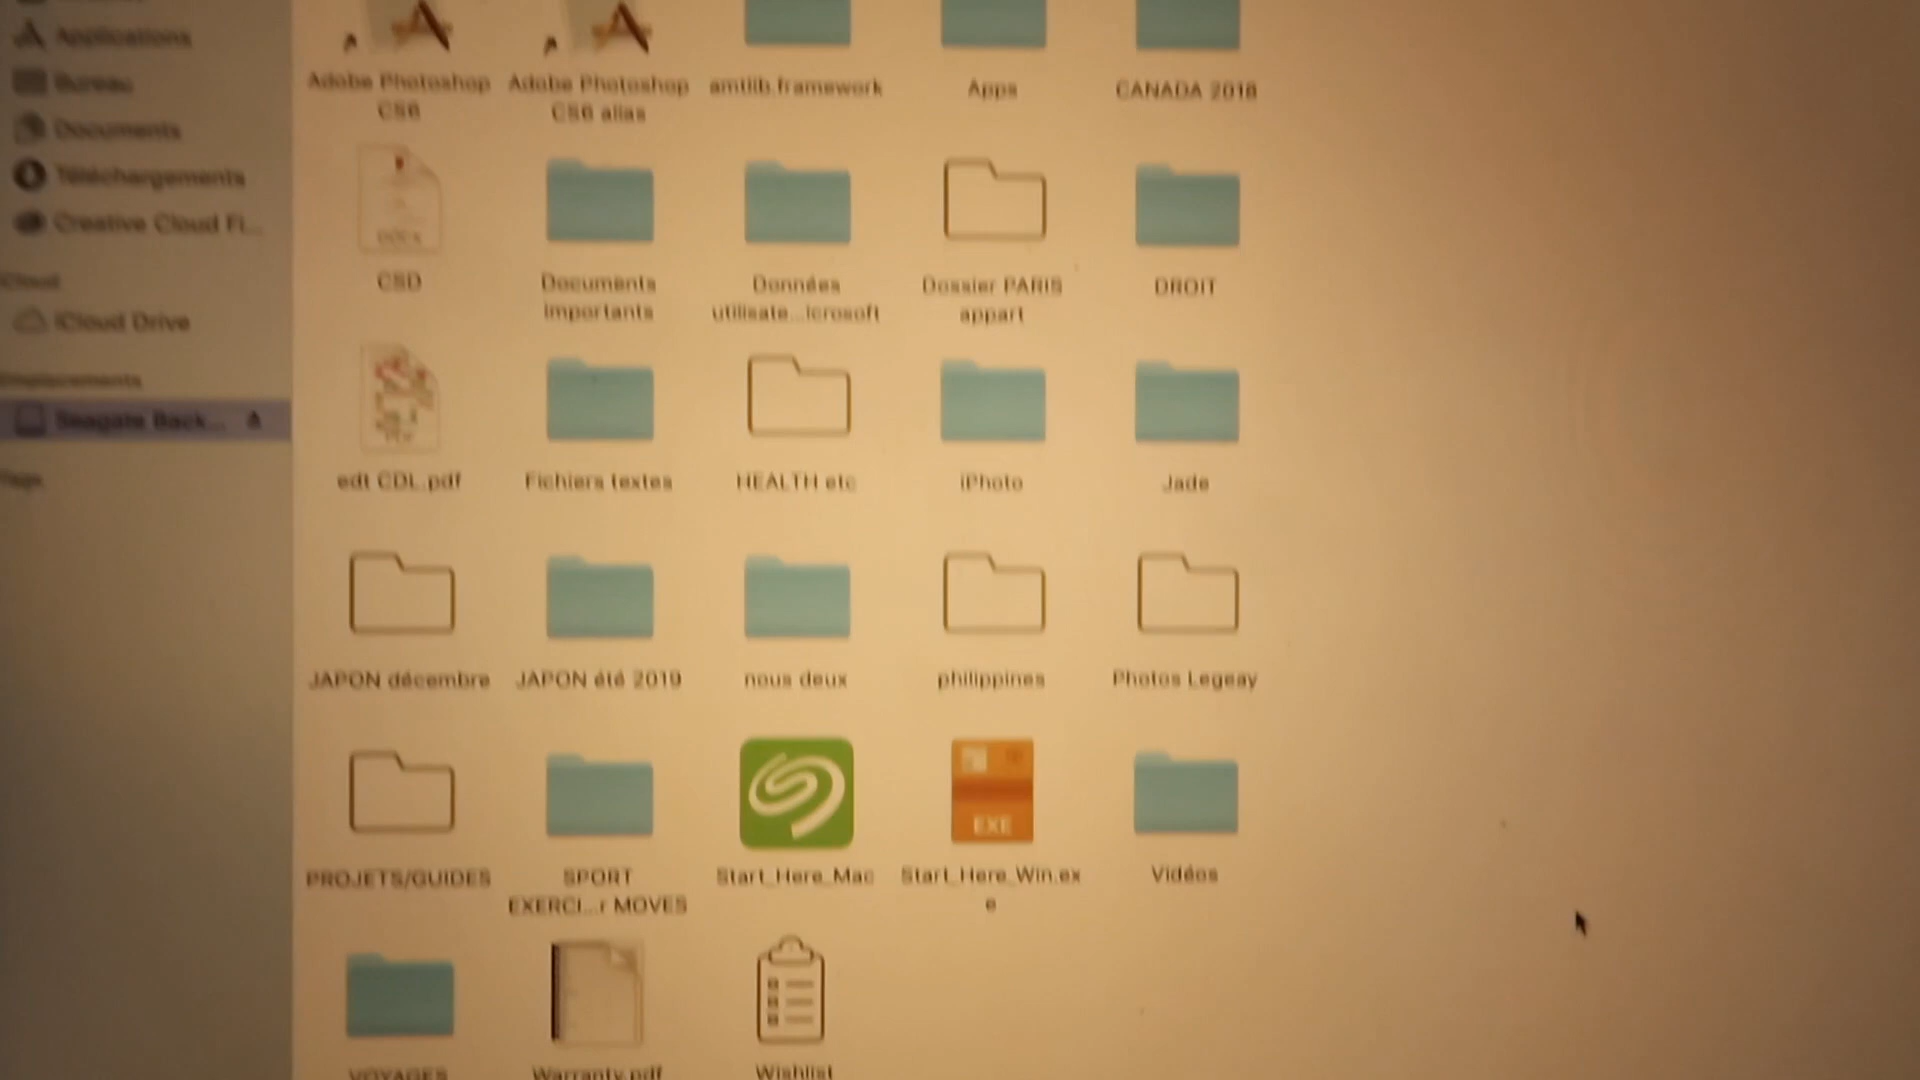 Applications
Bureau
Documents
Téléchargements
Creative Cloud Fi...
iCloud
iCloud Drive
Emplacements
Seagate Back...
Tags
Adobe Photoshop
CS6
Adobe Photoshop
CS6 alias
amtlib.framework
Apps
CANADA 2018
DOCX
CSD
Documents
importants
Données
utilisate...icrosoft
Dossier PARIS
appart
DROIT
edt CDL.pdf
Fichiers textes
HEALTH etc
iPhoto
Jade
JAPON décembre
JAPON été 2019
nous deux
philippines
Photos Legeay
PROJETS/GUIDES
SPORT
EXERCI...r MOVES
Start_Here_Mac
EXE
Start_Here_Win.ex
e
Vidéos
VOYAGES
Warranty.pdf
Wishlist